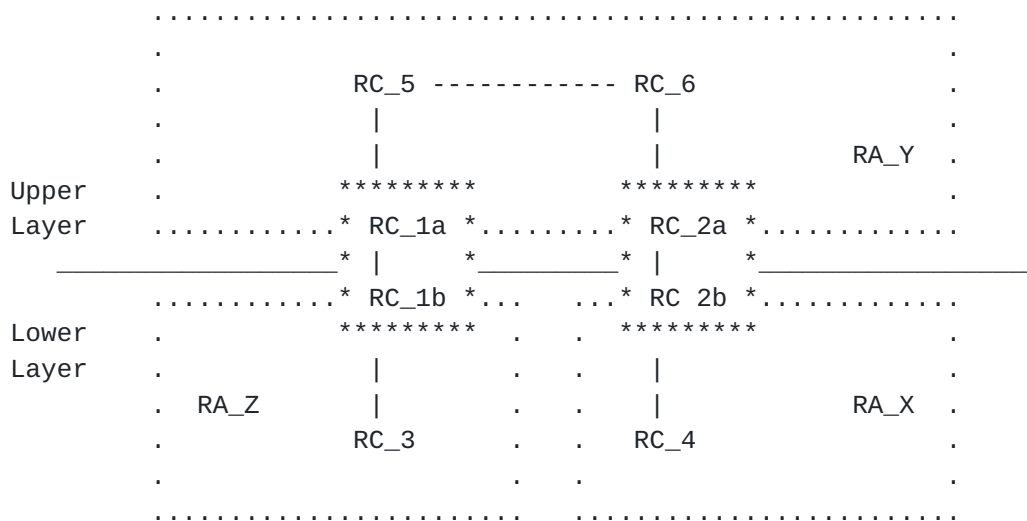 RC_5 ------------ RC_6
RA_Y
Upper
Layer
RC_1a RC_2a
RC_1b RC 2b
Lower
Layer
RA_Z RA_X
RC_3 RC_4